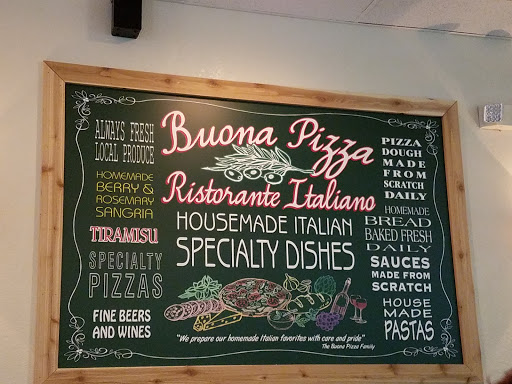 ALWAYS FRESH
LOCAL PRODUCE
HOMEMADE
BERRY &
ROSEMARY
SANGRIA
TIRAMISU
SPECIALTY
PIZZAS
FINE BEERS
AND WINES
Buona Pizza
Ristorante Italiano
HOUSEMADE ITALIAN
SPECIALTY DISHES
"We prepare our homemade Italian favorites with care and pride"
The Buona Pizza Family
PIZZA
DOUGH
MADE
FROM
SCRATCH
DAILY
HOMEMADE
BREAD
BAKED FRESH
DAILY
SAUCES
MADE FROM
SCRATCH
HOUSE
MADE
PASTAS